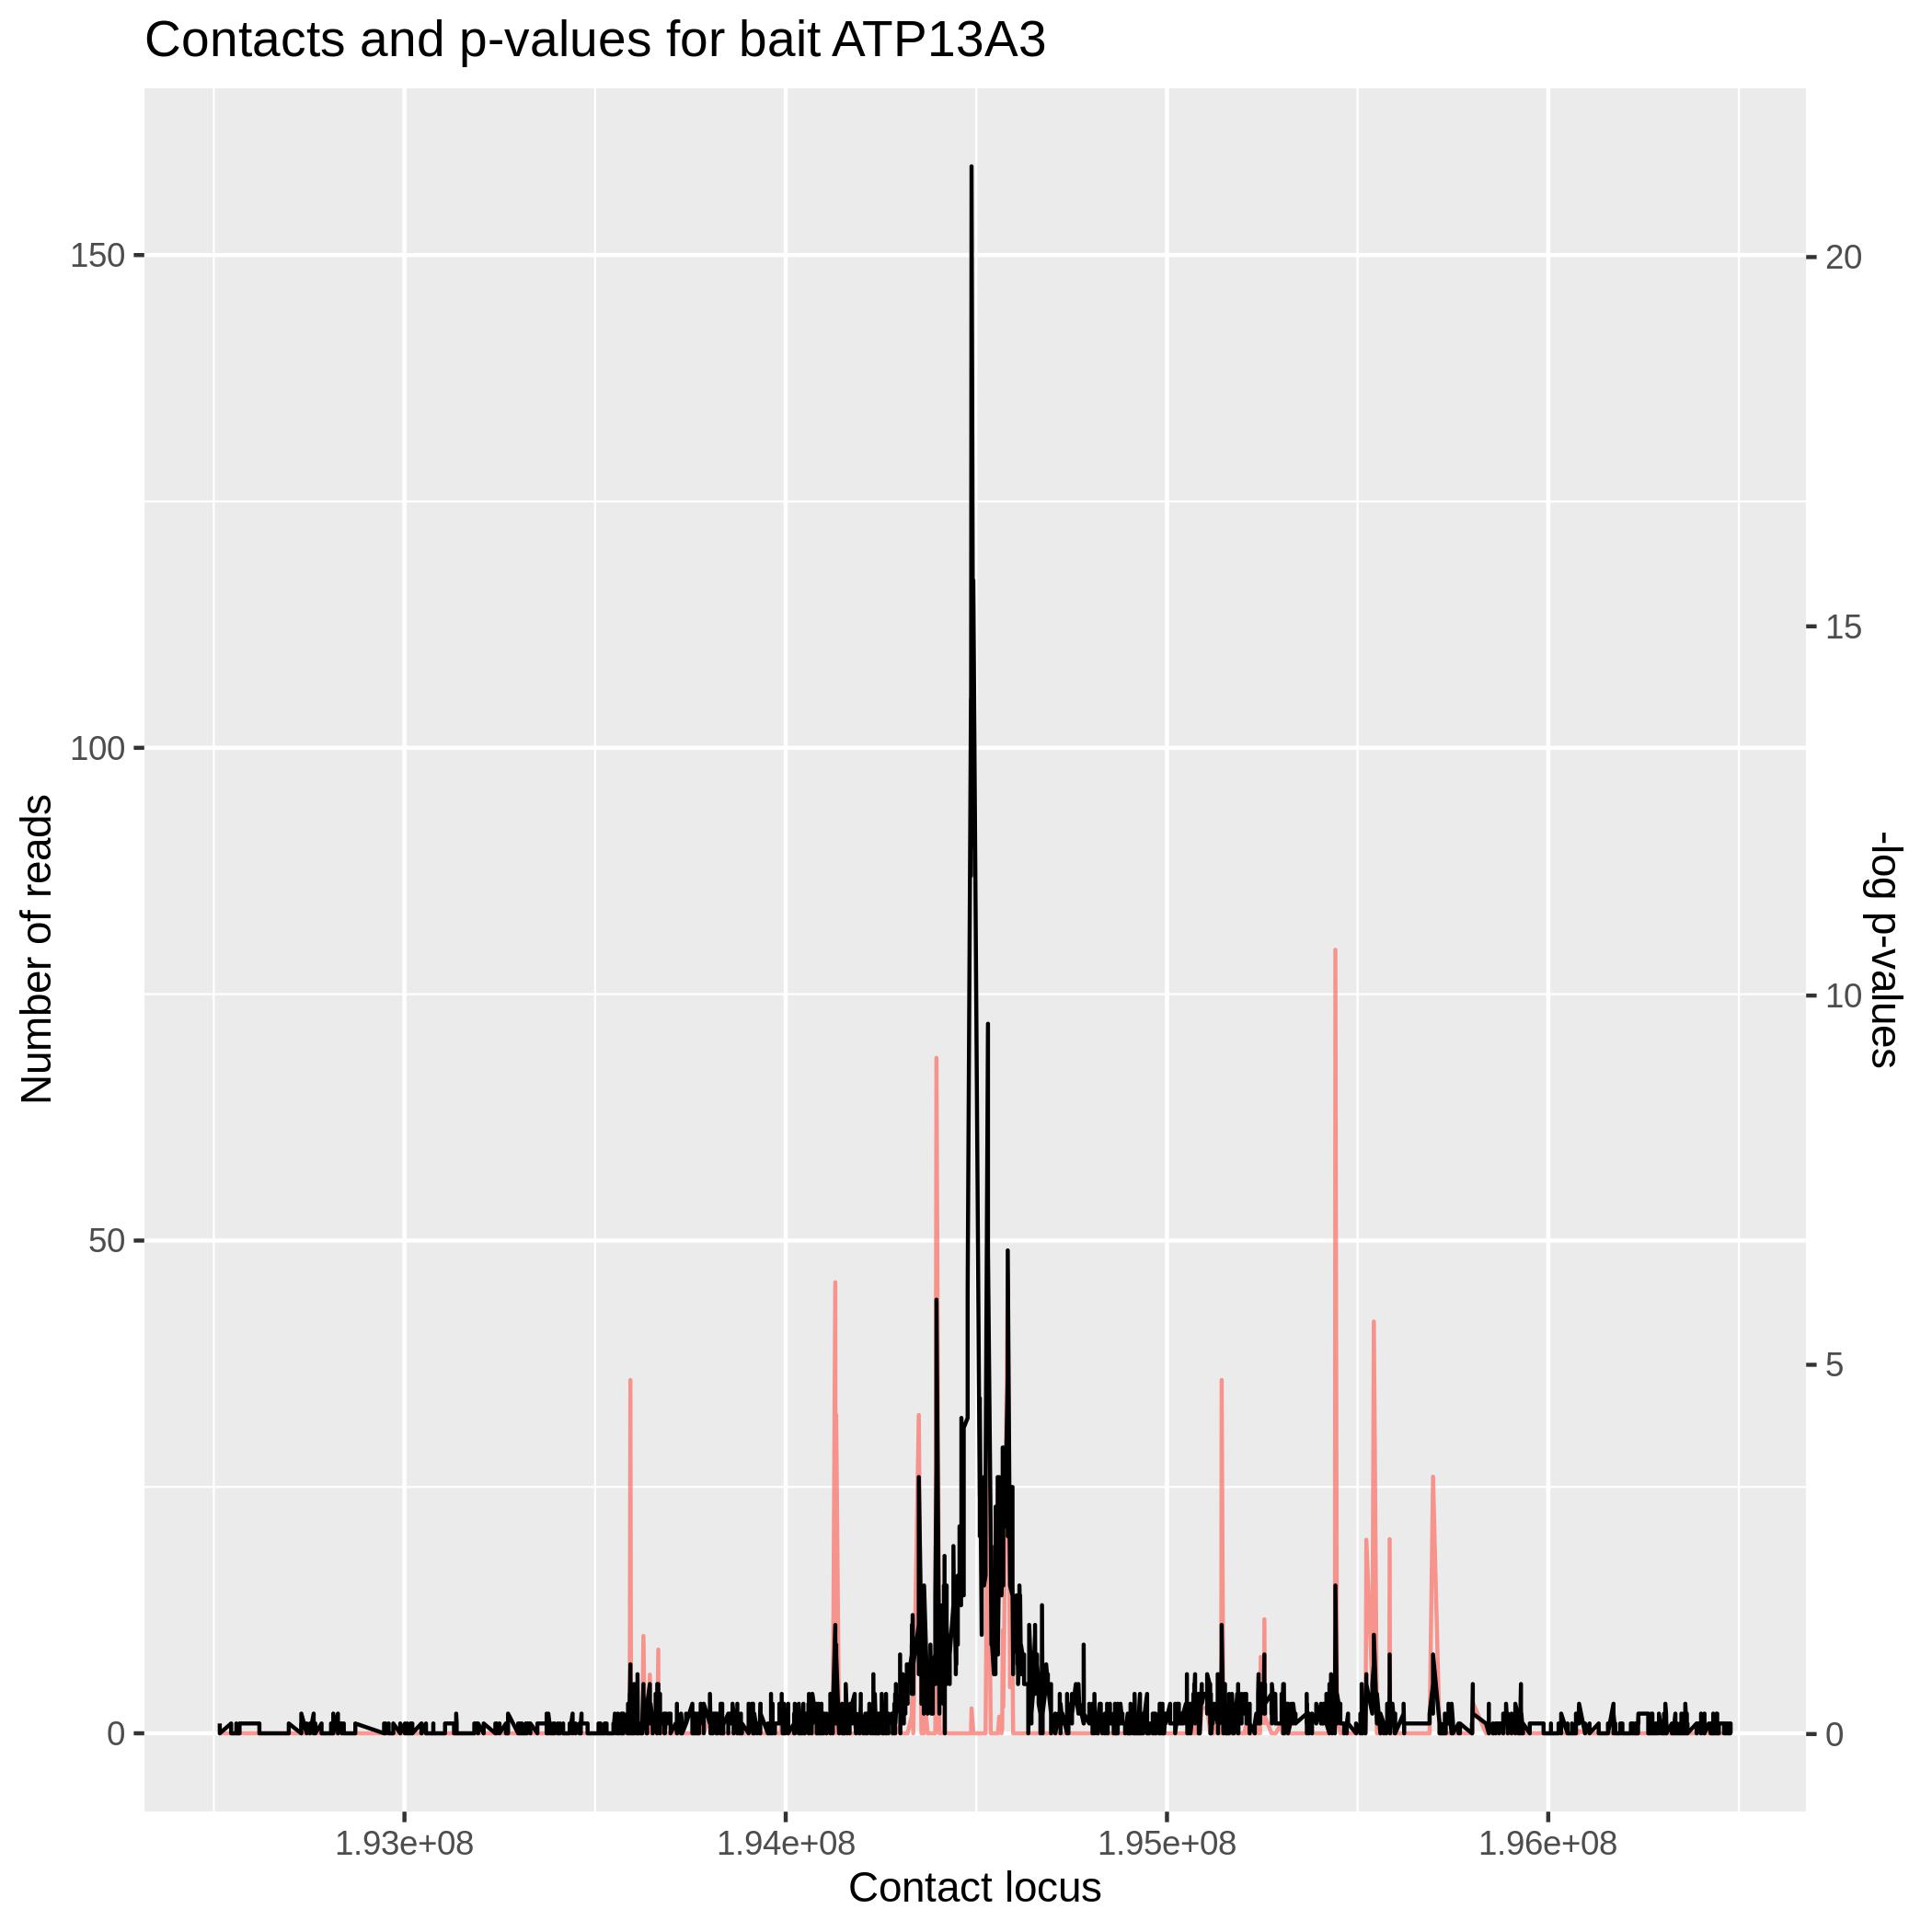 Contacts and p-values for bait ATP13A3
150
100
50
0
Number of reads
20
15
10
5
0
-log p-values
1.93e+08
1.94e+08
1.95e+08
1.96e+08
Contact locus